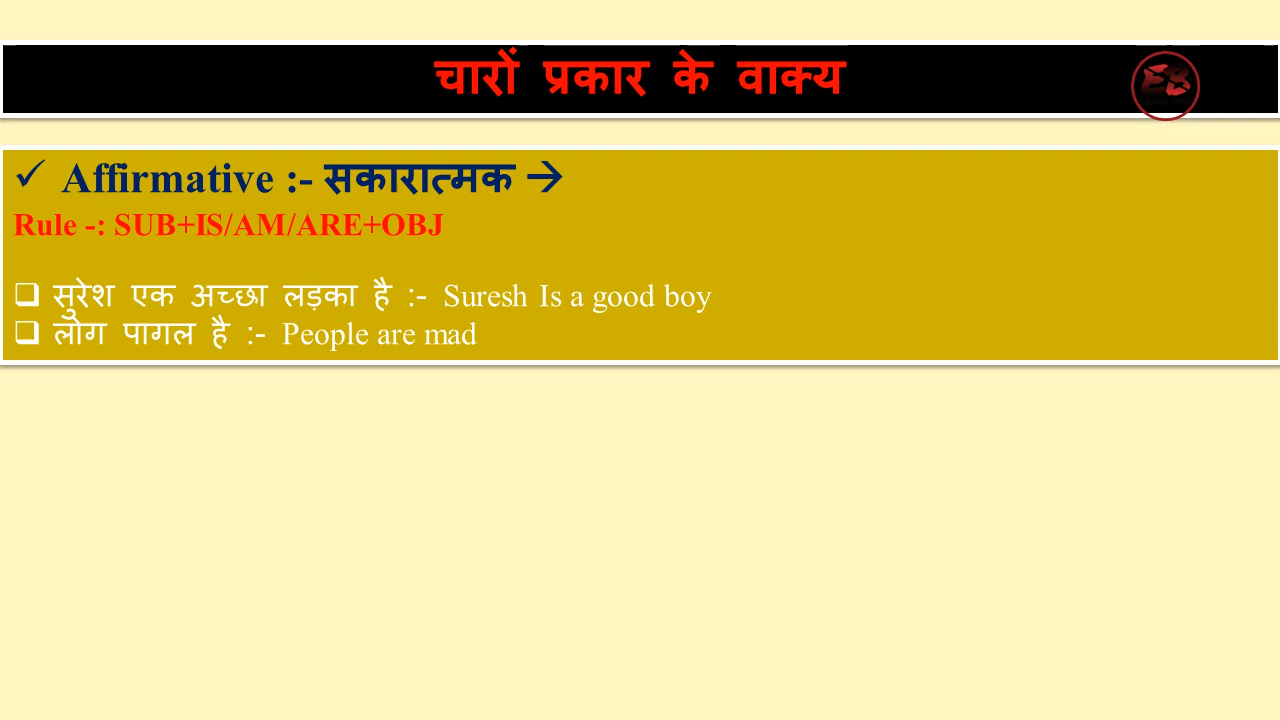 चारों प्रकार के वाक्य
EB
✓ Affirmative :- सकारात्मक →
Rule -: SUB+IS/AM/ARE+OBJ
❑ सुरेश एक अच्छा लड़का है :- Suresh Is a good boy
❑ लोग पागल है :- People are mad